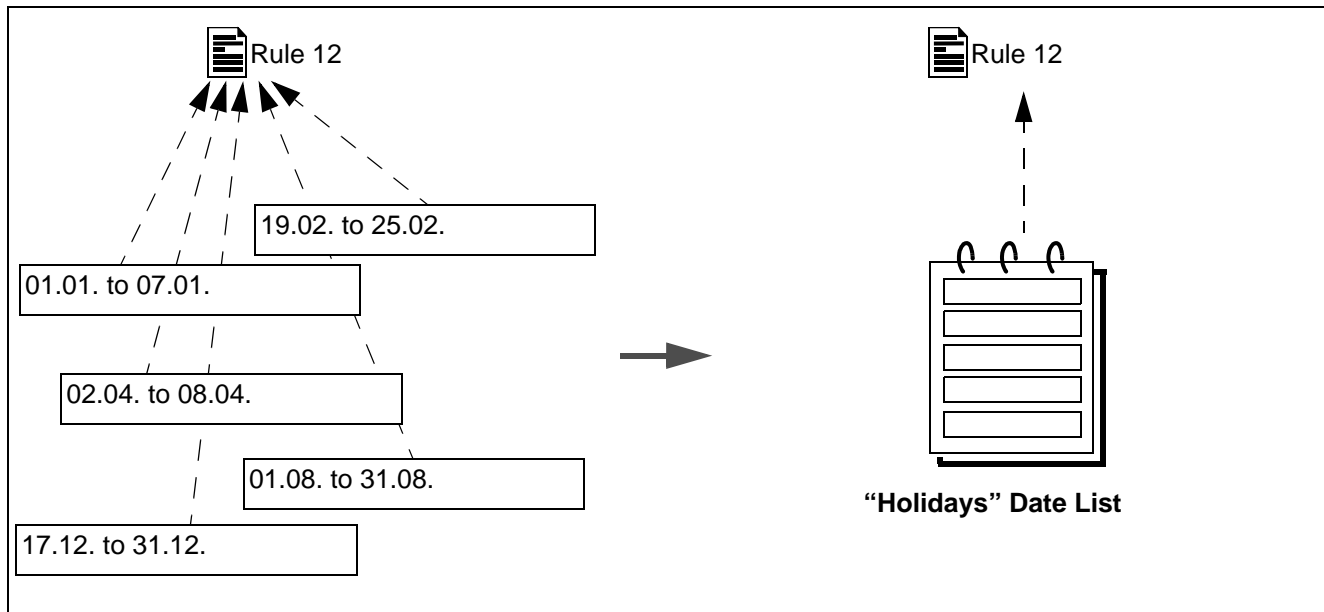 Rule 12
19.02. to 25.02.
01.01. to 07.01.
02.04. to 08.04.
01.08. to 31.08.
17.12. to 31.12.
Rule 12
“Holidays” Date List